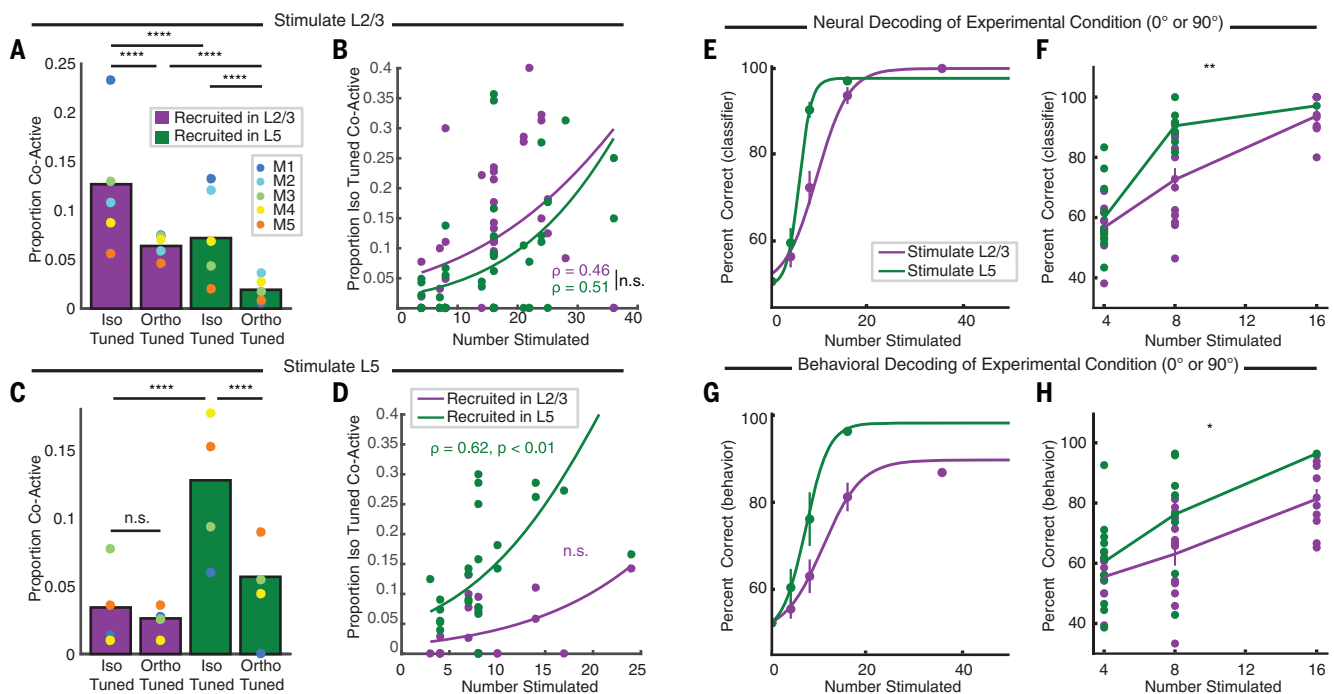 Stimulate L2/3
A
****
****
****
****
0.25
0.2
0.15
0.1
0.05
0
Proportion Co-Active
Recruited in L2/3
Recruited in L5
M1
M2
M3
M4
M5
Iso Tuned
Ortho Tuned
Iso Tuned
Ortho Tuned
B
0.4
0.35
0.3
0.25
0.2
0.15
0.1
0.05
Proportion Iso Tuned Co-Active
ρ = 0.46
ρ = 0.51
n.s.
0 10 20 30 40
Number Stimulated
Stimulate L5
C
****
****
0.15
0.1
0.05
0
Proportion Co-Active
n.s.
Iso Tuned
Ortho Tuned
Iso Tuned
Ortho Tuned
D
Recruited in L2/3
Recruited in L5
0.4
0.35
0.3
0.25
0.2
0.15
0.1
0.05
0
Proportion Iso Tuned Co-Active
ρ = 0.62, p < 0.01
n.s.
0 5 10 15 20 25
Number Stimulated
Neural Decoding of Experimental Condition (0° or 90°)
E
100
80
60
Percent Correct (classifier)
Stimulate L2/3
Stimulate L5
0 20 40
Number Stimulated
F
**
100
80
60
40
Percent Correct (classifier)
4 8 12 16
Number Stimulated
Behavioral Decoding of Experimental Condition (0° or 90°)
G
100
80
60
Percent Correct (behavior)
0 20 40
Number Stimulated
H
*
100
80
60
40
Percent Correct (behavior)
4 8 12 16
Number Stimulated